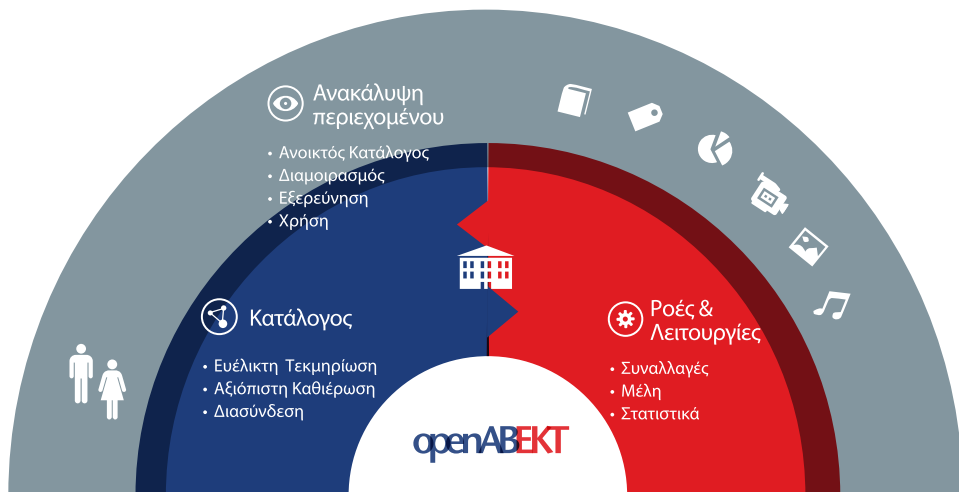 Ανακάλυψη
περιεχομένου
• Ανοικτός Κατάλογος
• Διαμοιρασμός
• Εξερεύνηση
• Χρήση
Κατάλογος
• Ευέλικτη Τεκμηρίωση
• Αξιόπιστη Καθιέρωση
• Διασύνδεση
Ροές &
Λειτουργίες
• Συναλλαγές
• Μέλη
• Στατιστικά
openABEKT